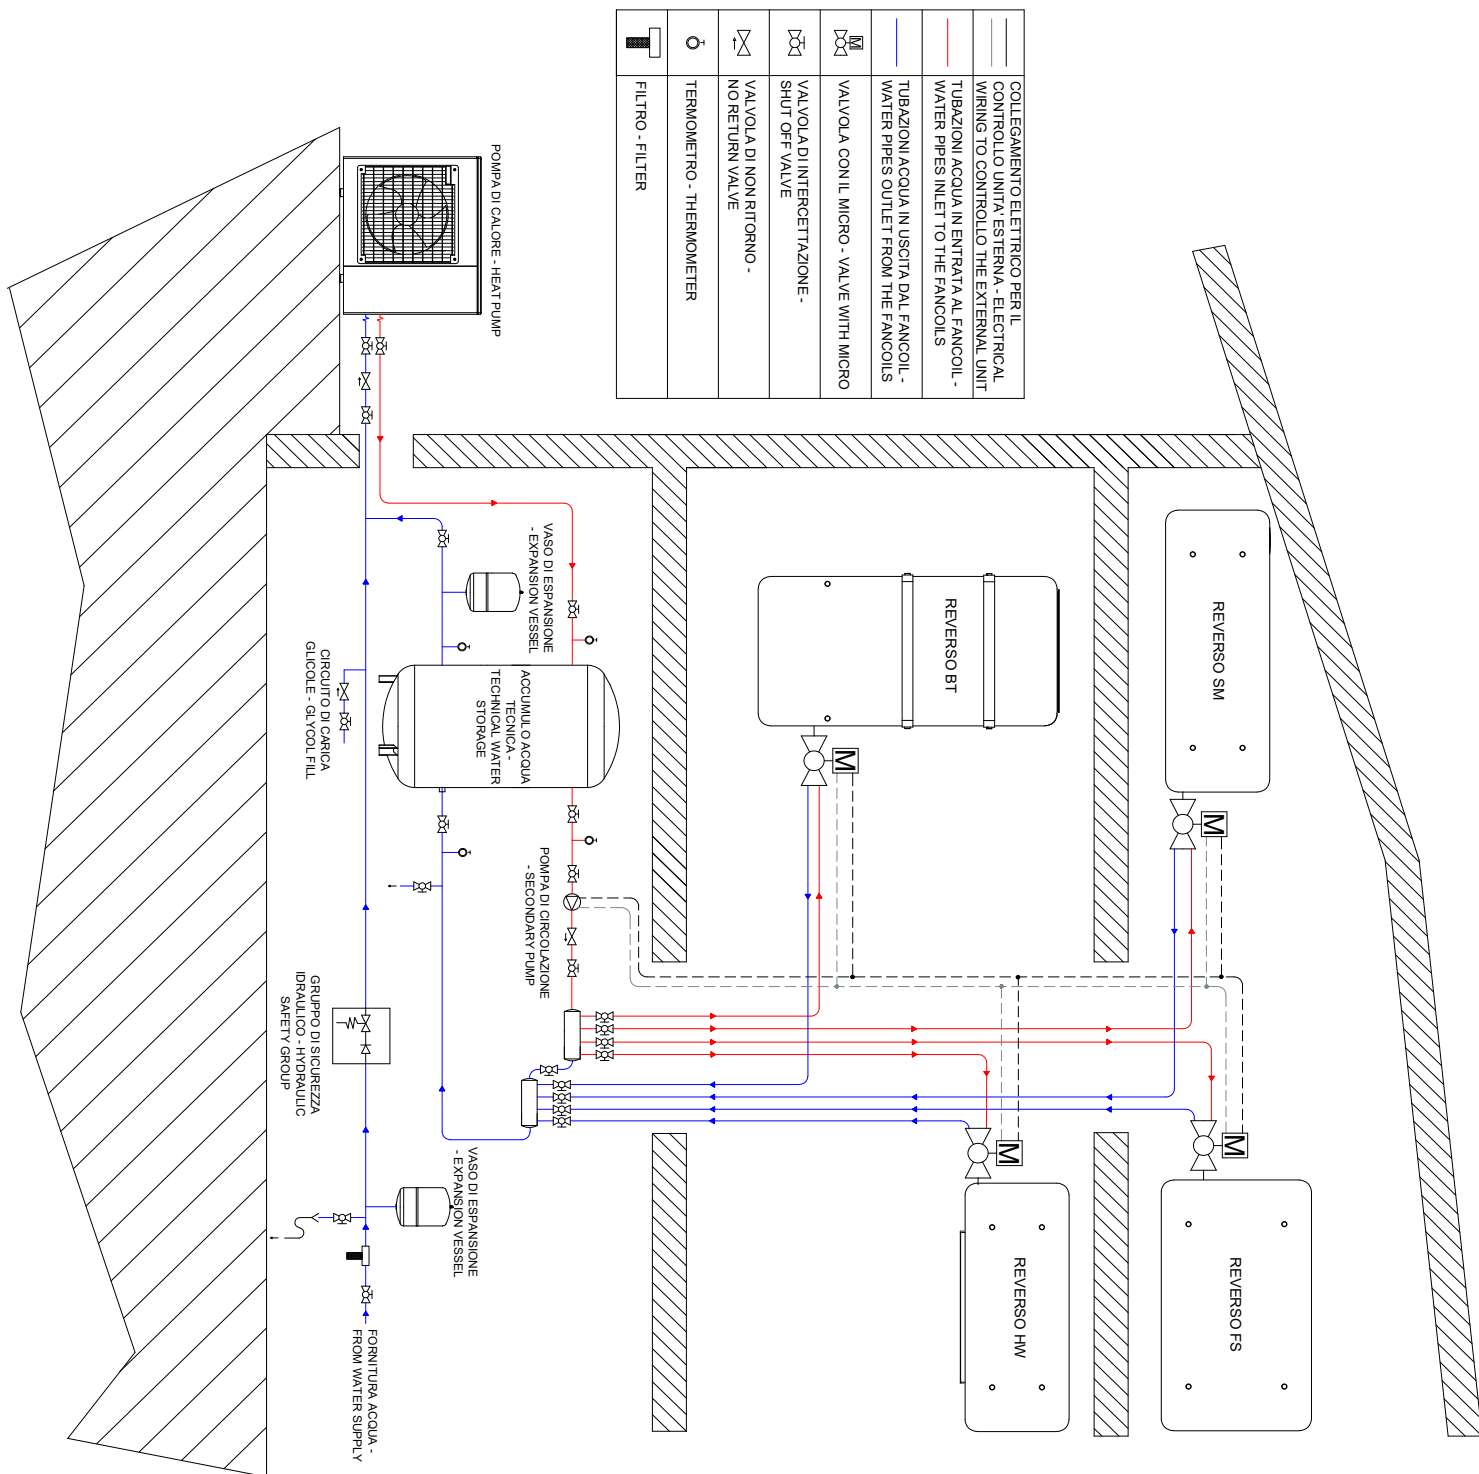 COLLEGAMENTO ELETTRICO PER IL
CONTROLLO UNITA' ESTERNA - ELECTRICAL
WIRING TO CONTROLLO THE EXTERNAL UNIT
TUBAZIONI ACQUA IN ENTRATA AL FANCOIL -
WATER PIPES INLET TO THE FANCOILS
TUBAZIONI ACQUA IN USCITA DAL FANCOIL -
WATER PIPES OUTLET FROM THE FANCOILS
M
VALVOLA CON IL MICRO - VALVE WITH MICRO
VALVOLA DI INTERCETTAZIONE -
SHUT OFF VALVE
VALVOLA DI NON RITORNO -
NO RETURN VALVE
TERMOMETRO - THERMOMETER
FILTRO - FILTER
POMPA DI CALORE - HEAT PUMP
REVERSO SM
M
REVERSO BT
M
VASO DI ESPANSIONE
- EXPANSION VESSEL
ACCUMULO ACQUA
TECNICA -
TECHNICAL WATER
STORAGE
CIRCUITO DI CARICA
GLICOLE - GLYCOL FILL
POMPA DI CIRCOLAZIONE
- SECONDARY PUMP
GRUPPO DI SICUREZZA
IDRAULICO - HYDRAULIC
SAFETY GROUP
M
REVERSO FS
M
REVERSO HW
VASO DI ESPANSIONE
- EXPANSION VESSEL
FORNITURA ACQUA -
FROM WATER SUPPLY